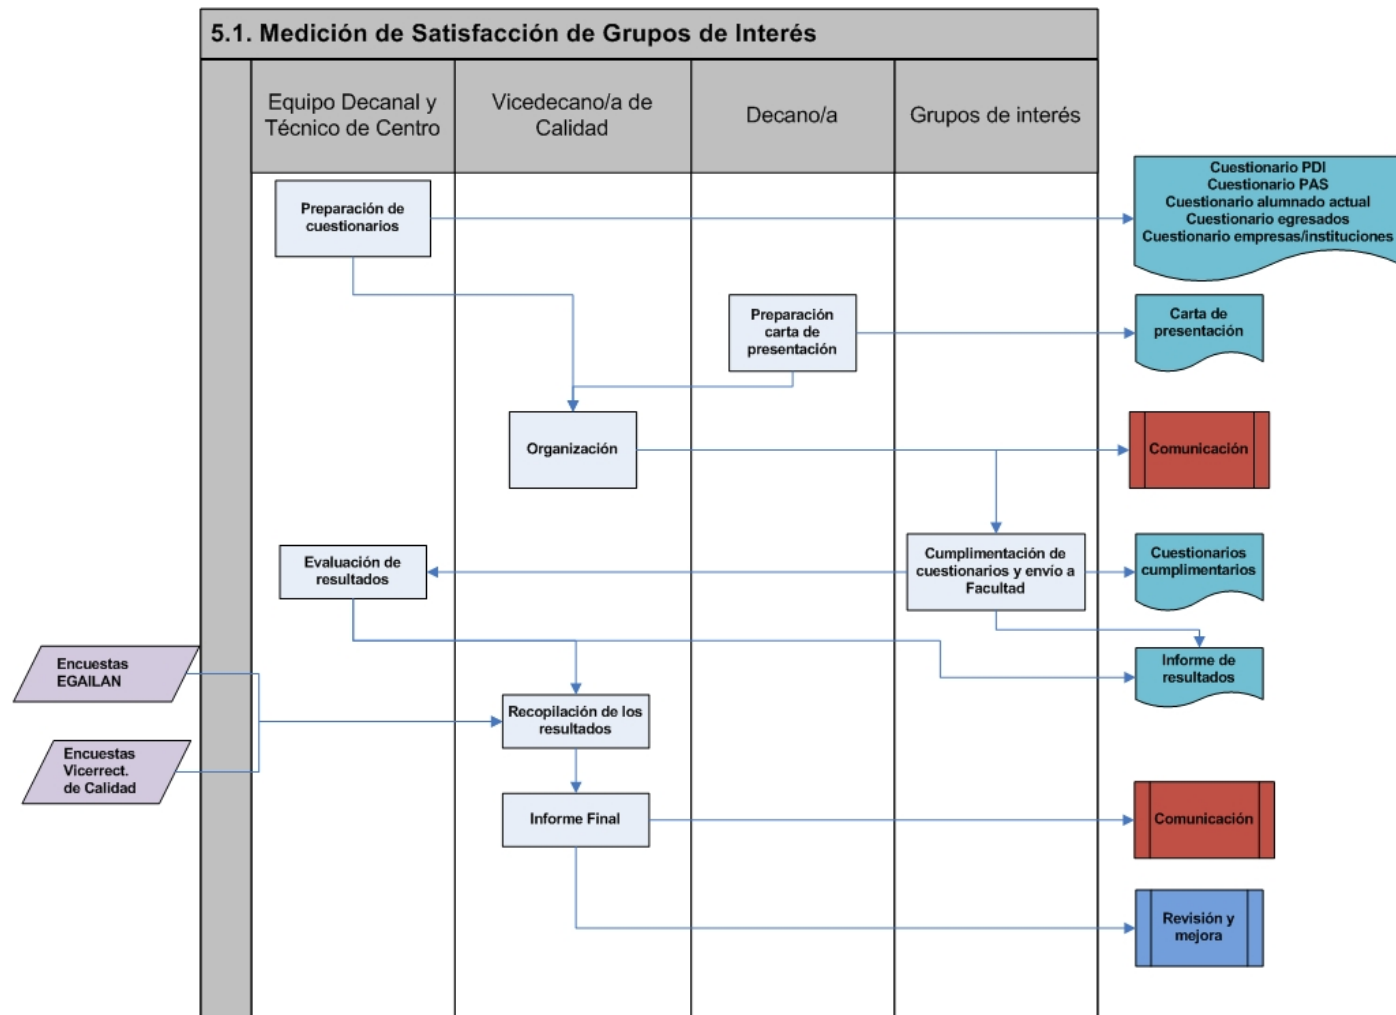 5.1. Medición de Satisfacción de Grupos de Interés
Equipo Decanal y
Técnico de Centro
Vicedecano/a de
Calidad
Decano/a
Grupos de interés
Preparación de
cuestionarios
Cuestionario PDI
Cuestionario PAS
Cuestionario alumnado actual
Cuestionario egresados
Cuestionario empresas/instituciones
Preparación
carta de
presentación
Carta de
presentación
Organización
Comunicación
Evaluación de
resultados
Cumplimentación de
cuestionarios y envío a
Facultad
Cuestionarios
cumplimentarios
Encuestas
EGAILAN
Informe de
resultados
Recopilación de los
resultados
Encuestas
Vicerrect.
de Calidad
Informe Final
Comunicación
Revisión y
mejora